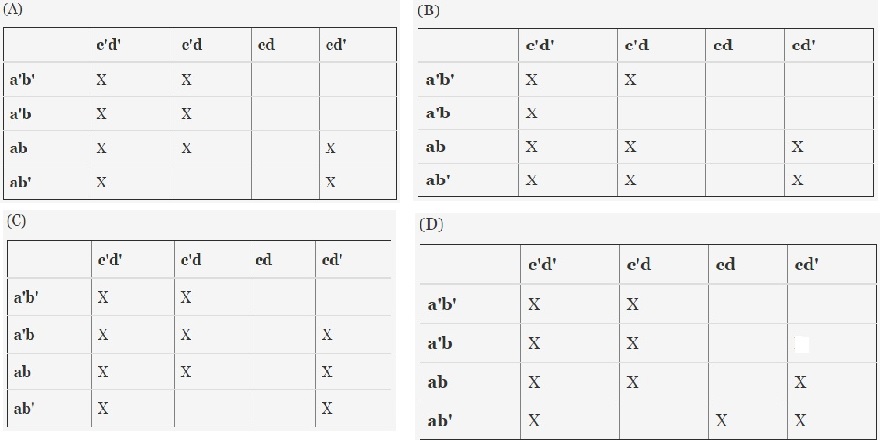 (A)
c'd' c'd cd cd'
a'b' X X
a'b X X
ab X X X
ab' X X
(B)
c'd' c'd cd cd'
a'b' X X
a'b X
ab X X X
ab' X X X
(C)
c'd' c'd cd cd'
a'b' X X
a'b X X X
ab X X X
ab' X X
(D)
c'd' c'd cd cd'
a'b' X X
a'b X X
ab X X X
ab' X X X